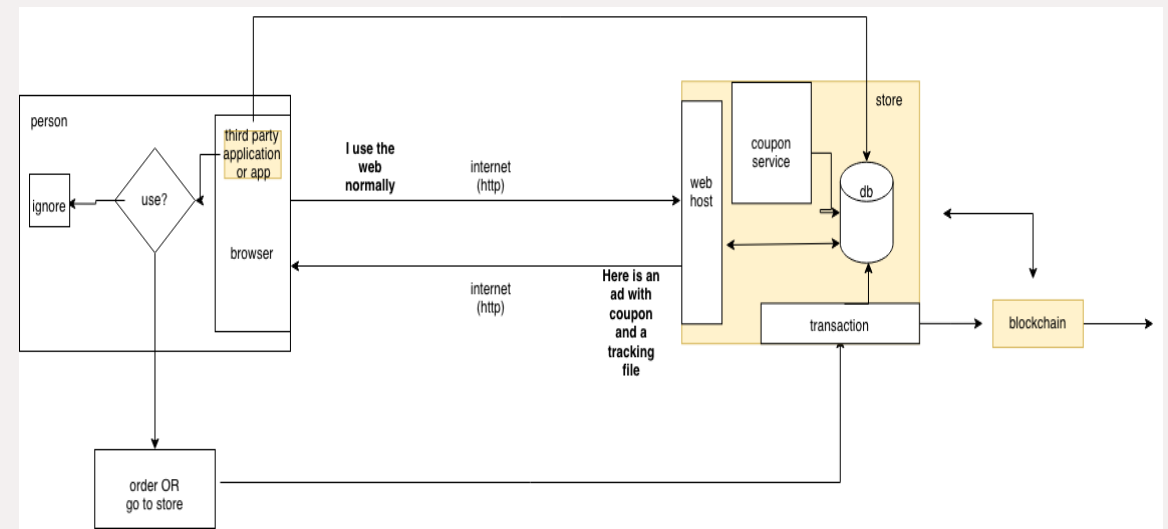 person
third party
application
or app
use?
ignore
browser
I use the
web
normally
internet
(http)
internet
(http)
Here is an
ad with
coupon
and a
tracking
file
store
web
host
coupon
service
db
transaction
blockchain
order OR
go to store